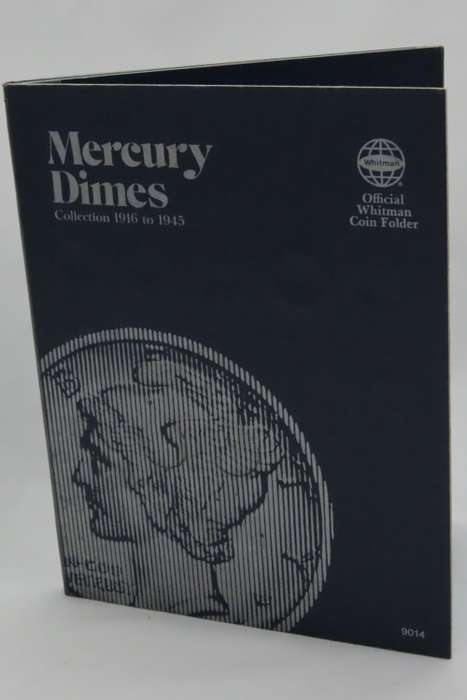 Mercury
Dimes
Collection 1916 to 1945
Whitman
®
Official
Whitman
Coin Folder
9014